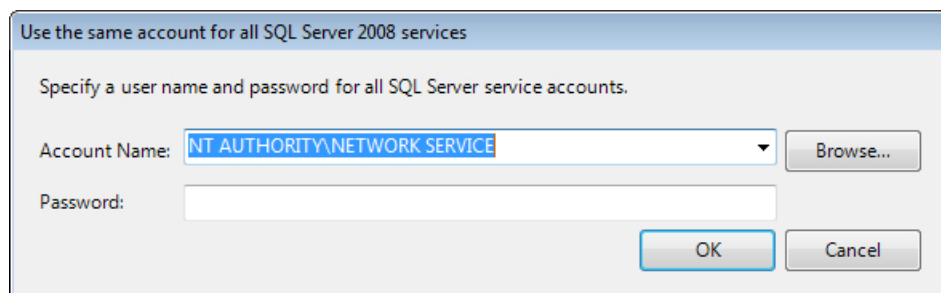 Use the same account for all SQL Server 2008 services
Specify a user name and password for all SQL Server service accounts.
Account Name: NT AUTHORITY\NETWORK SERVICE Browse...
Password:
OK Cancel